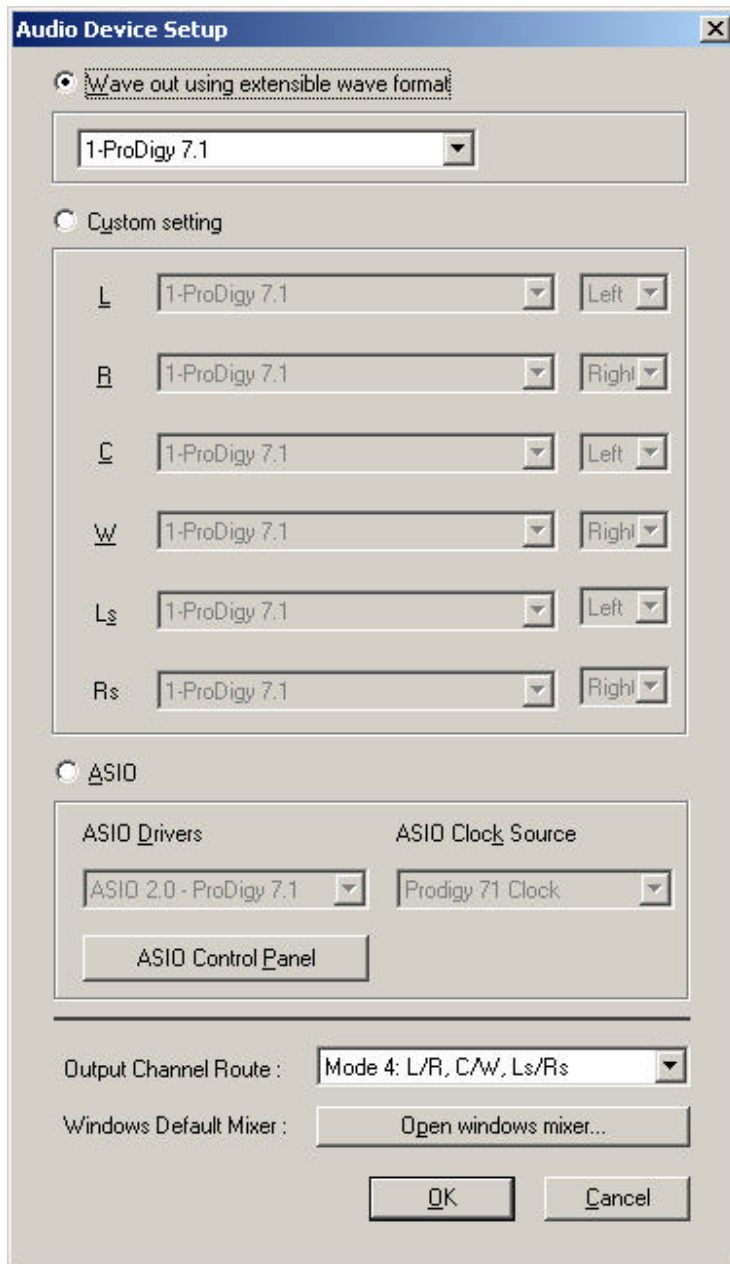 Audio Device Setup
Wave out using extensible wave format
1-ProDigy 7.1
Custom setting
L 1-ProDigy 7.1 Left
R 1-ProDigy 7.1 Right
C 1-ProDigy 7.1 Left
W 1-ProDigy 7.1 Right
Ls 1-ProDigy 7.1 Left
Rs 1-ProDigy 7.1 Right
ASIO
ASIO Drivers ASIO Clock Source
ASIO 2.0 - ProDigy 7.1 Prodigy 71 Clock
ASIO Control Panel
Output Channel Route : Mode 4: L/R, C/W, Ls/Rs
Windows Default Mixer : Open windows mixer...
OK Cancel